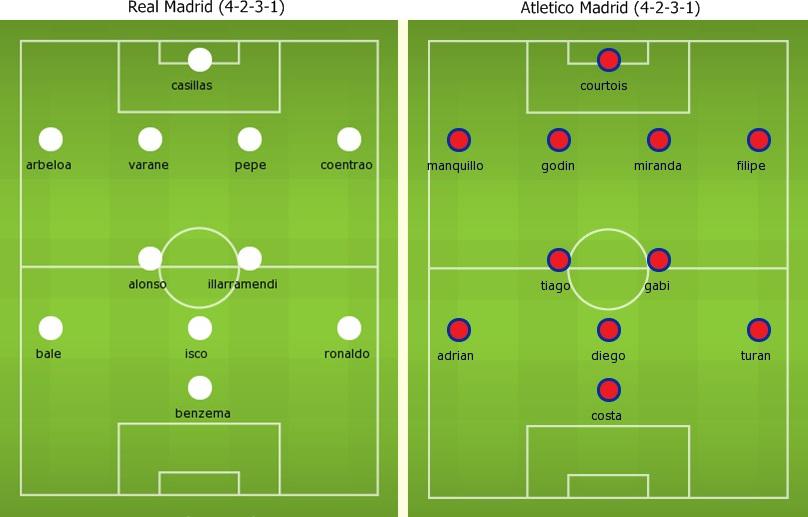 Real Madrid (4-2-3-1)
casillas
arbeloa varane pepe coentrao
alonso illarramendi
bale isco ronaldo
benzema
Atletico Madrid (4-2-3-1)
courtois
manquillo godin miranda filipe
tiago gabi
adrian diego turan
costa